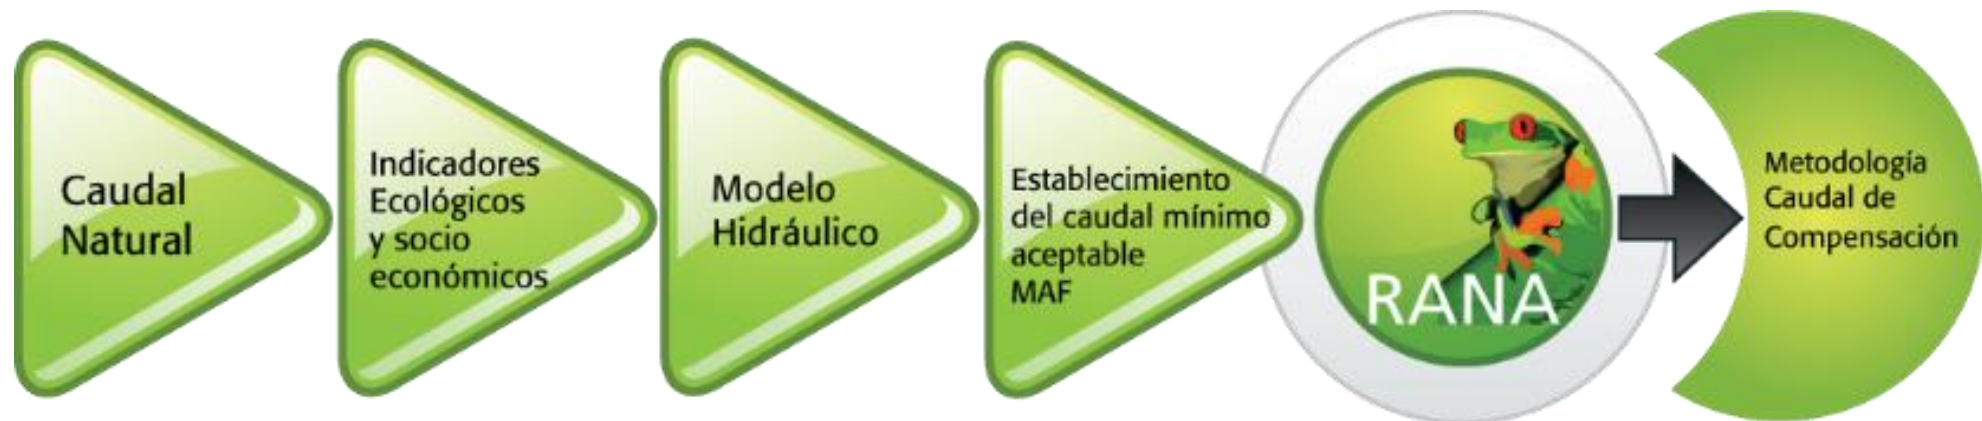 Caudal
Natural
Indicadores
Ecológicos
y socio
económicos
Modelo
Hidráulico
Establecimiento
del caudal mínimo
aceptable
MAF
RANA
Metodología
Caudal de
Compensación